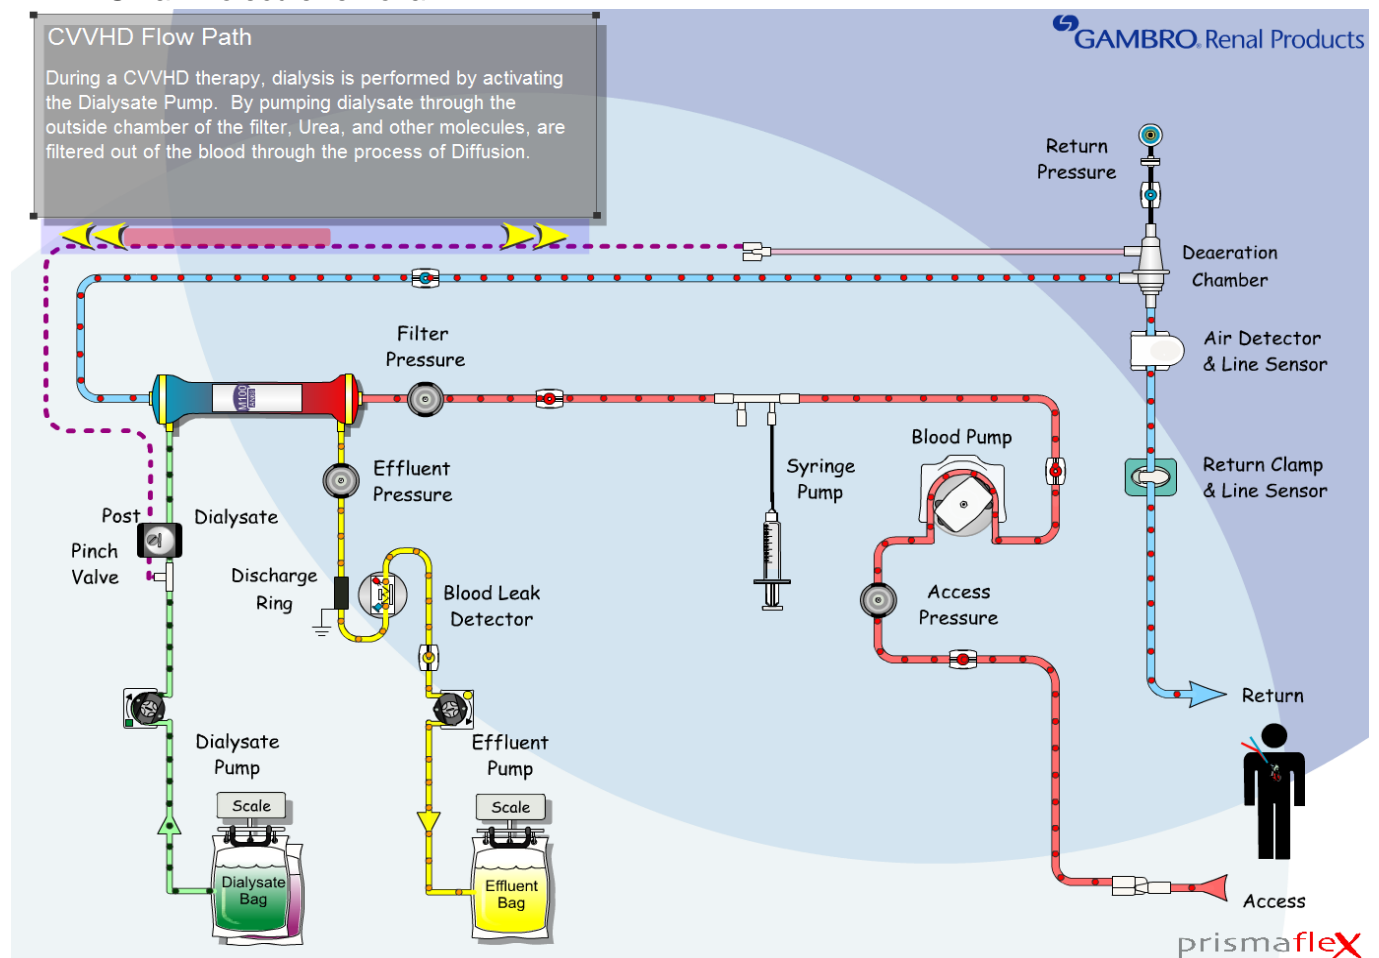 CVVHD Flow Path
During a CVVHD therapy, dialysis is performed by activating
the Dialysate Pump. By pumping dialysate through the
outside chamber of the filter, Urea, and other molecules, are
filtered out of the blood through the process of Diffusion.
GAMBRO. Renal Products
Return
Pressure
Deaeration
Chamber
Air Detector
& Line Sensor
Filter
Pressure
M100
Blood Pump
Syringe
Pump
Return Clamp
& Line Sensor
Effluent
Pressure
Post
Dialysate
Pinch
Valve
Discharge
Ring
Blood Leak
Detector
Access
Pressure
Return
Dialysate
Pump
Effluent
Pump
Scale
Scale
Dialysate
Bag
Effluent
Bag
Access
prismaflex